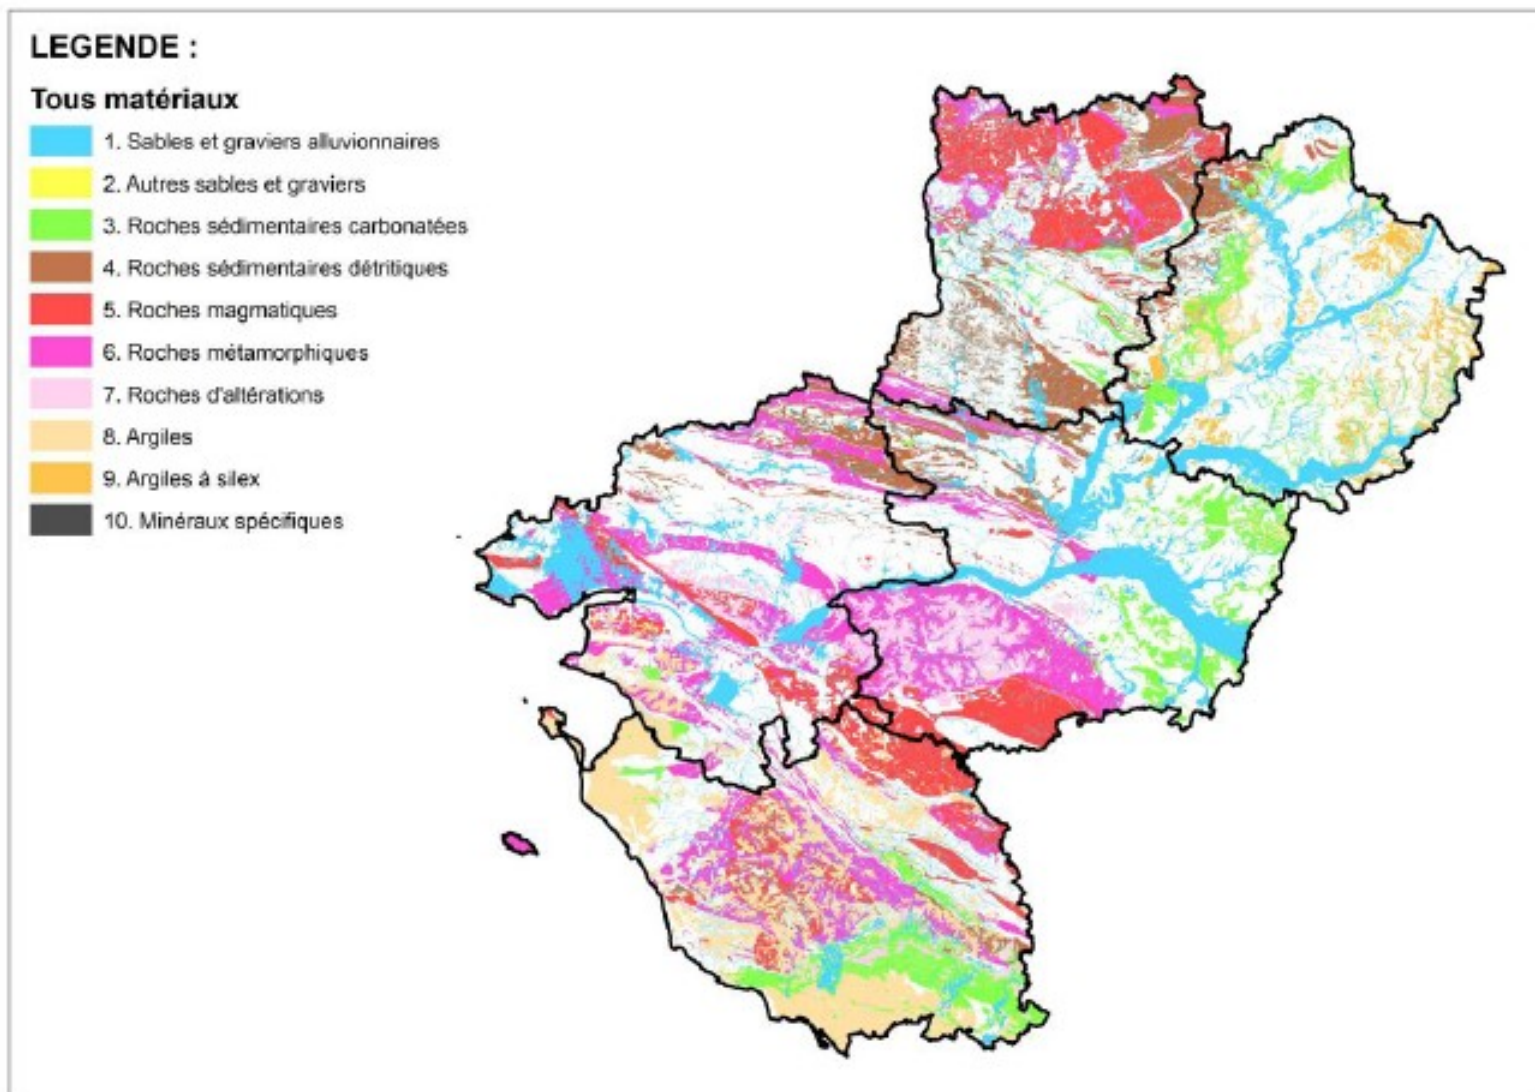 LEGENDE :
Tous matériaux
1. Sables et graviers alluvionnaires
2. Autres sables et graviers
3. Roches sédimentaires carbonatées
4. Roches sédimentaires détritiques
5. Roches magmatiques
6. Roches métamorphiques
7. Roches d'altérations
8. Argiles
9. Argiles à silex
10. Minéraux spécifiques